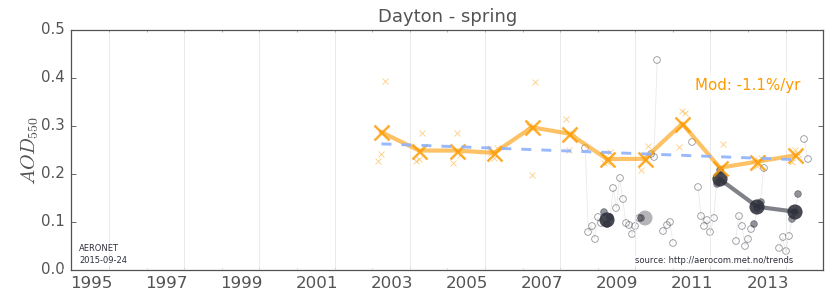 Dayton - spring
0.5
0.4
0.3
0.2
0.1
0.0
AOD550
Mod: -1.1%/yr
AERONET
2015-09-24
source: http://aerocom.met.no/trends
1995 1997 1999 2001 2003 2005 2007 2009 2011 2013